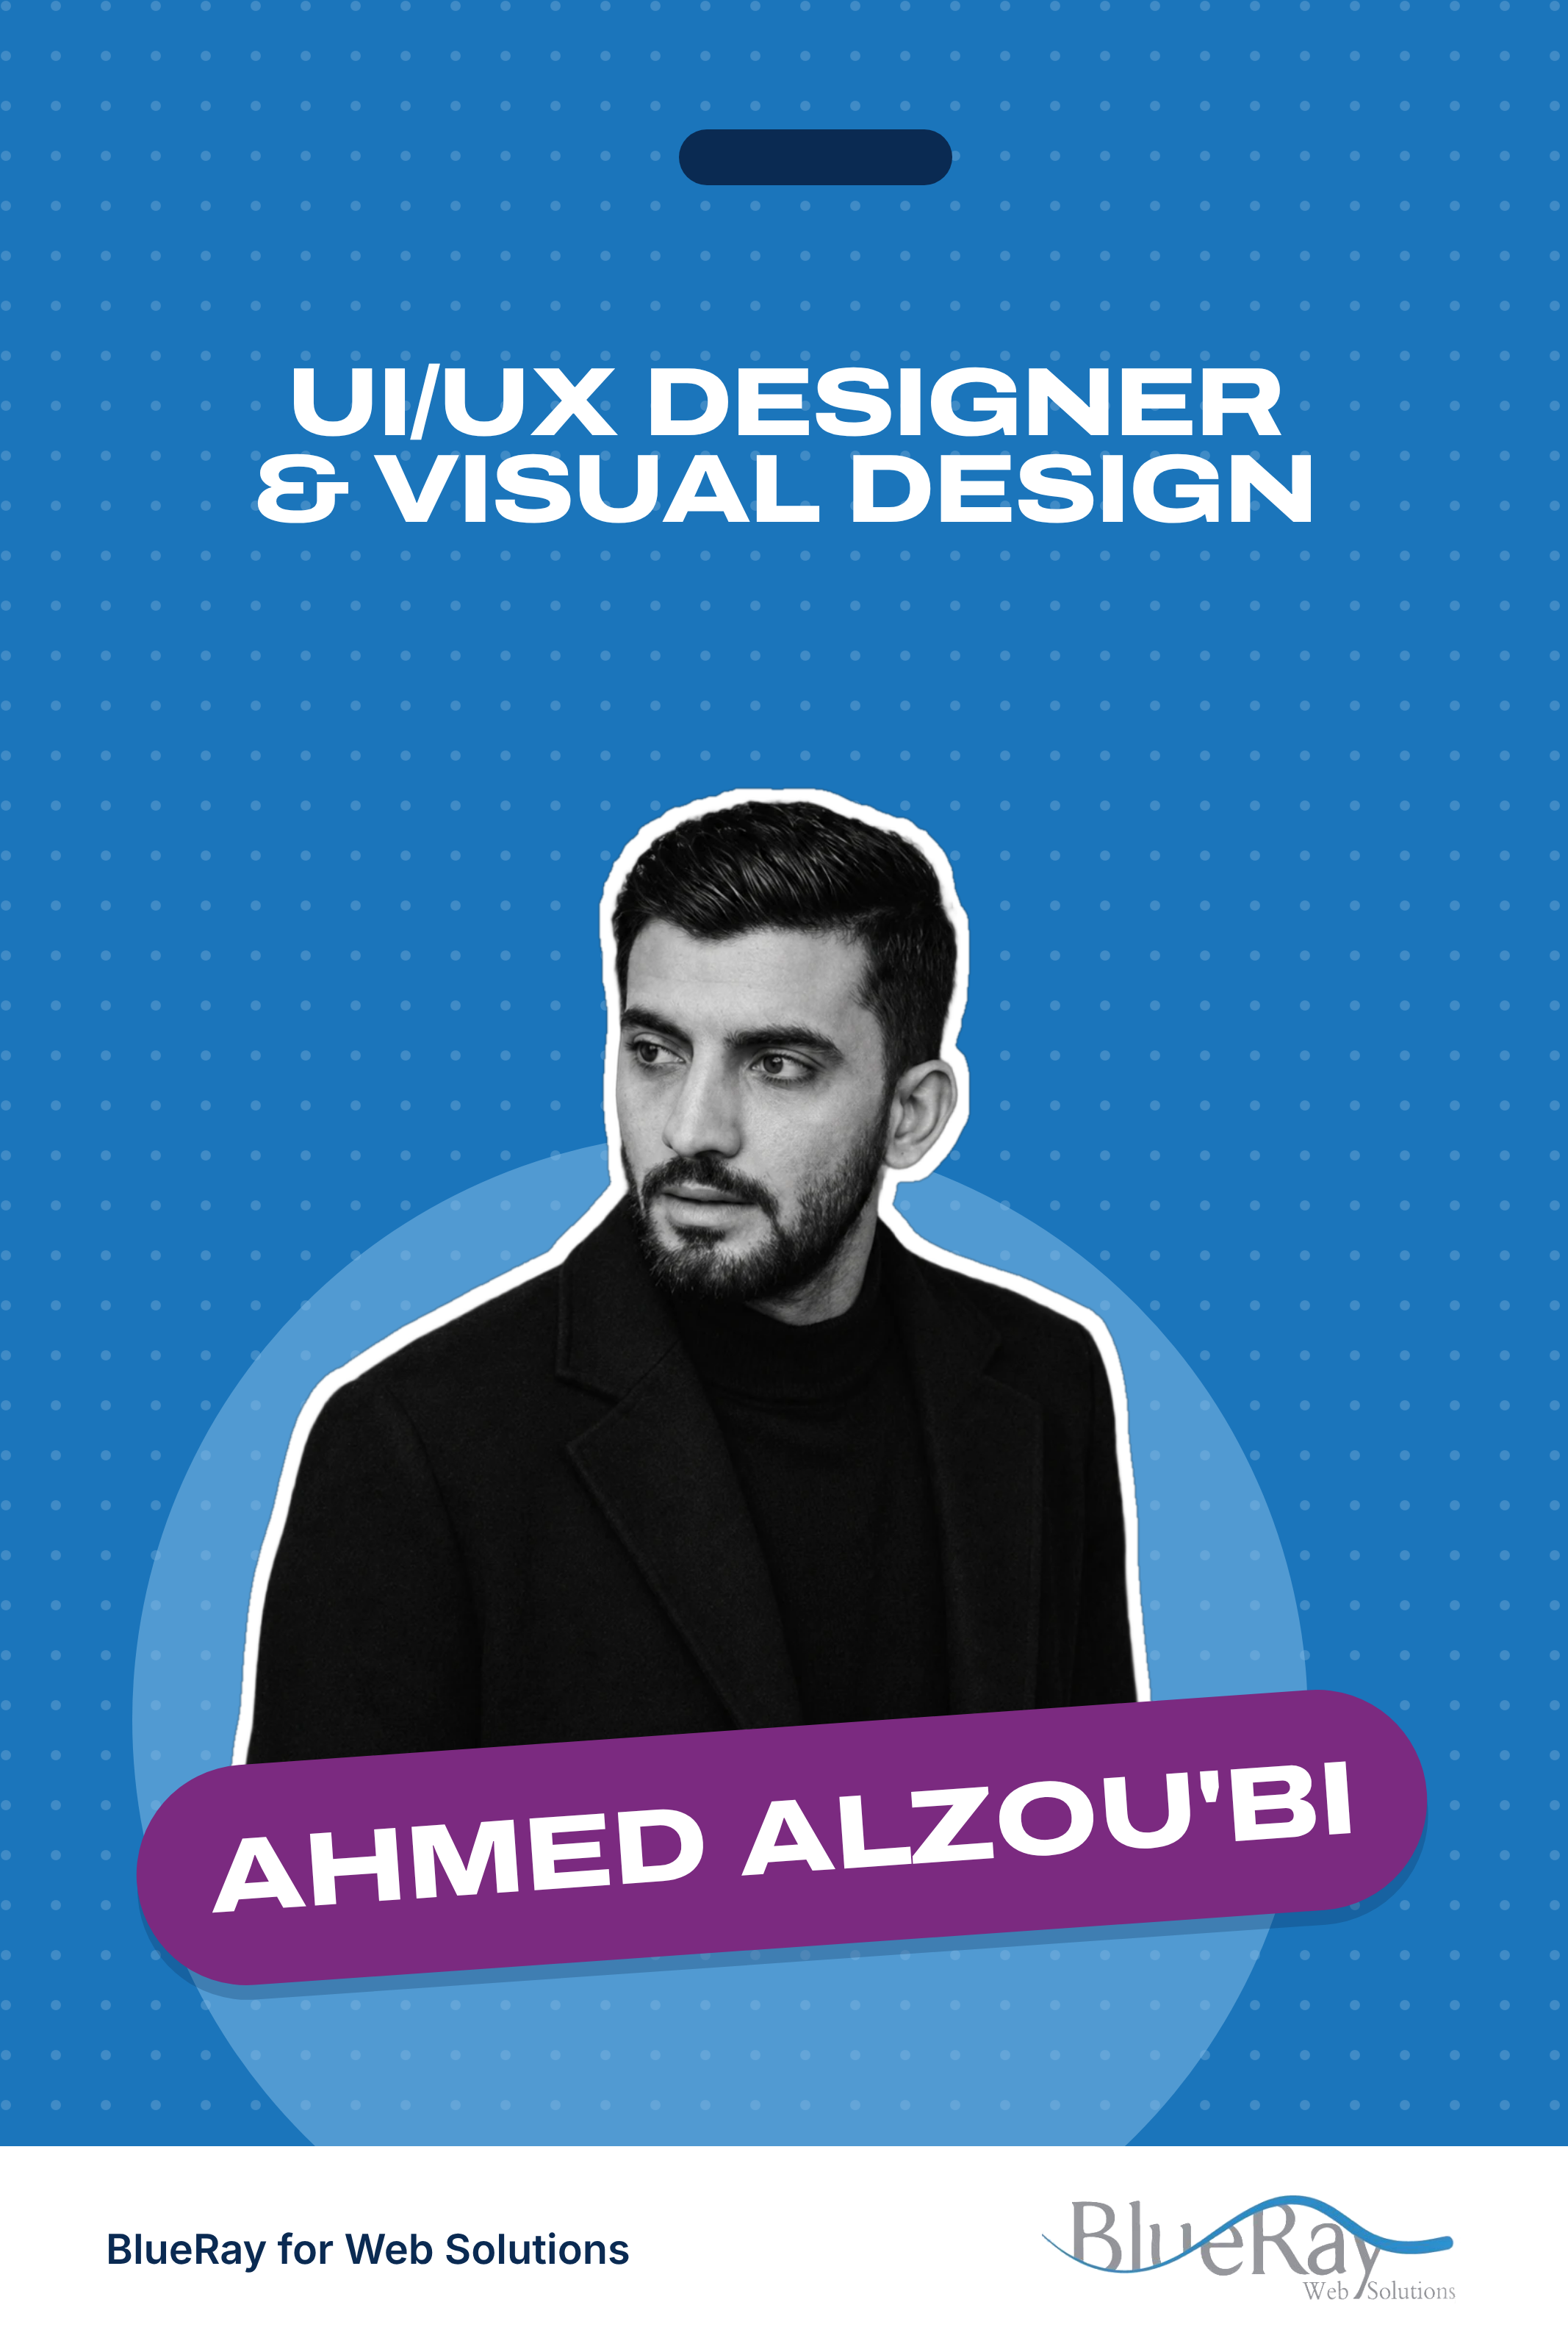 UI/UX DESIGNER
& VISUAL DESIGN
AHMED ALZOU'BI
BlueRay for Web Solutions
BlueRay
Web Solutions